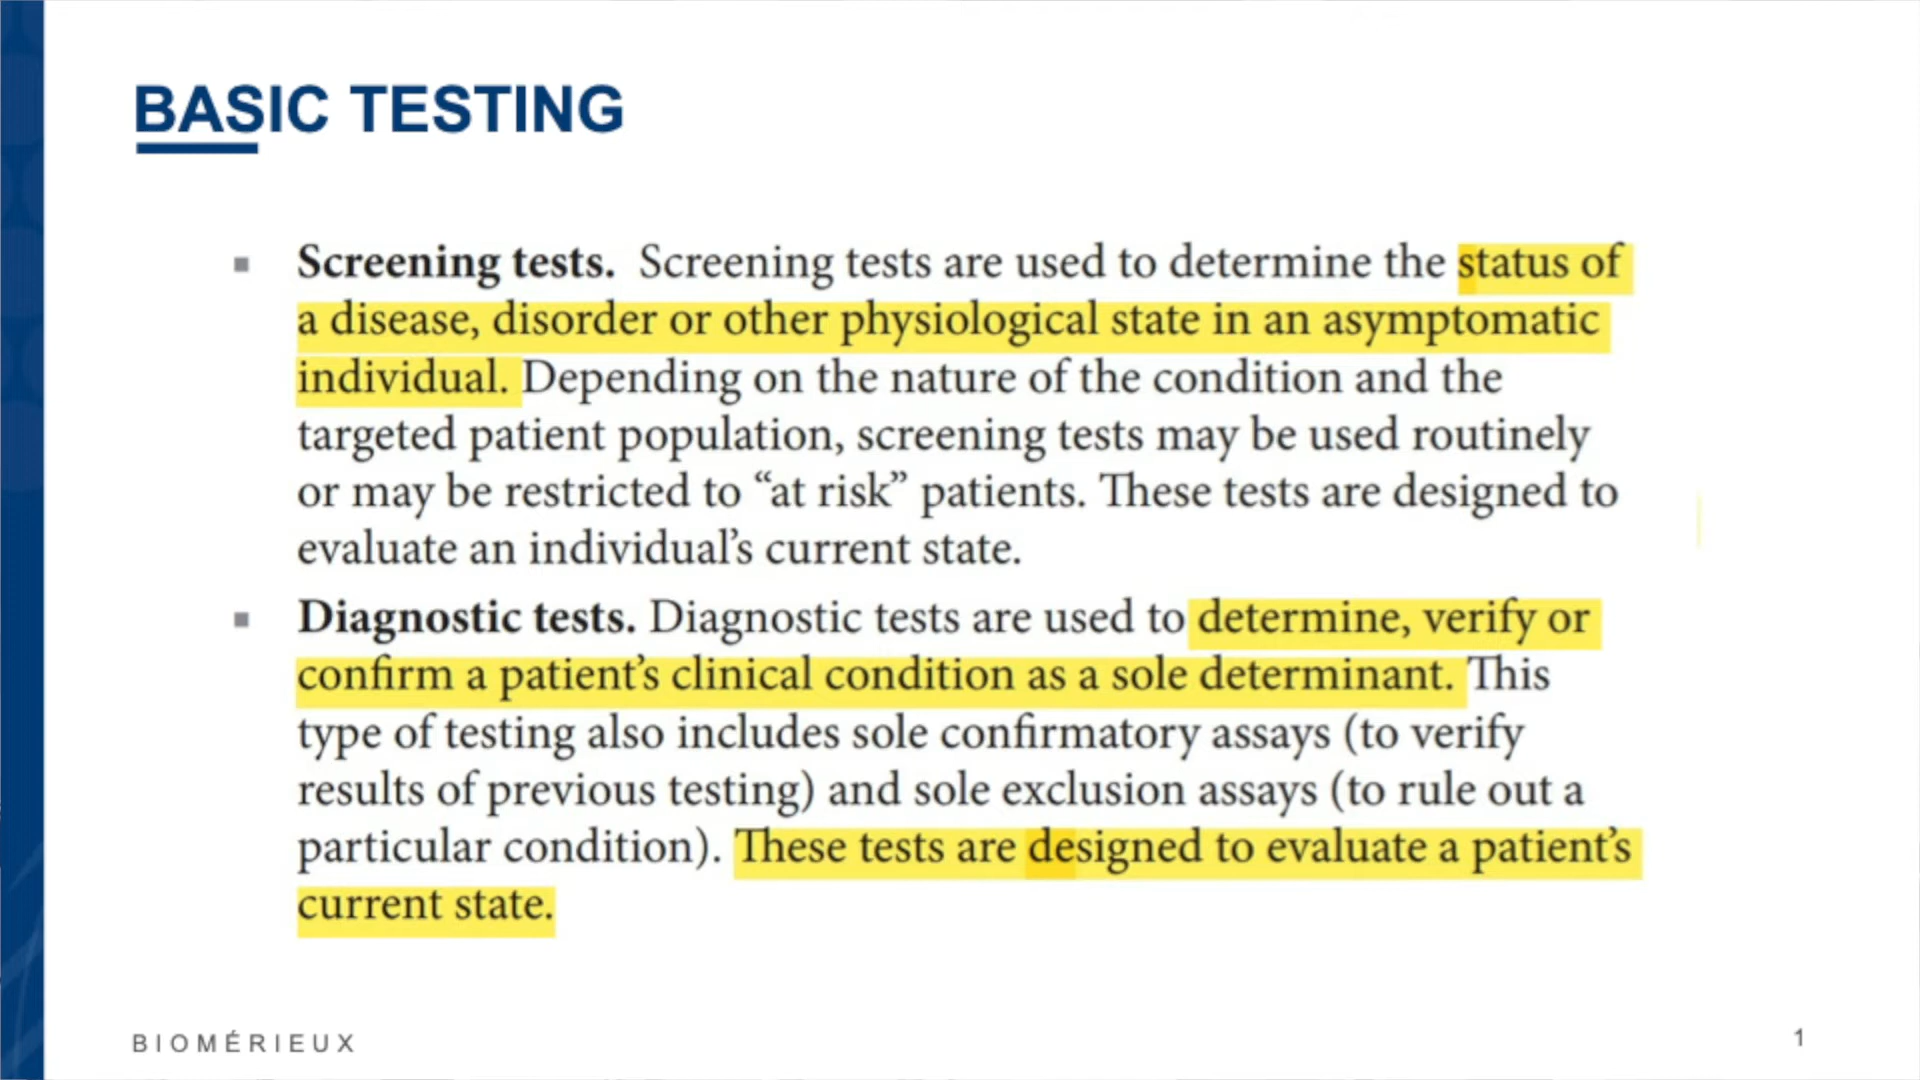 BASIC TESTING
▪ Screening tests. Screening tests are used to determine the status of
a disease, disorder or other physiological state in an asymptomatic
individual. Depending on the nature of the condition and the
targeted patient population, screening tests may be used routinely
or may be restricted to “at risk” patients. These tests are designed to
evaluate an individual’s current state.
▪ Diagnostic tests. Diagnostic tests are used to determine, verify or
confirm a patient’s clinical condition as a sole determinant. This
type of testing also includes sole confirmatory assays (to verify
results of previous testing) and sole exclusion assays (to rule out a
particular condition). These tests are designed to evaluate a patient’s
current state.
BIOMÉRIEUX
1